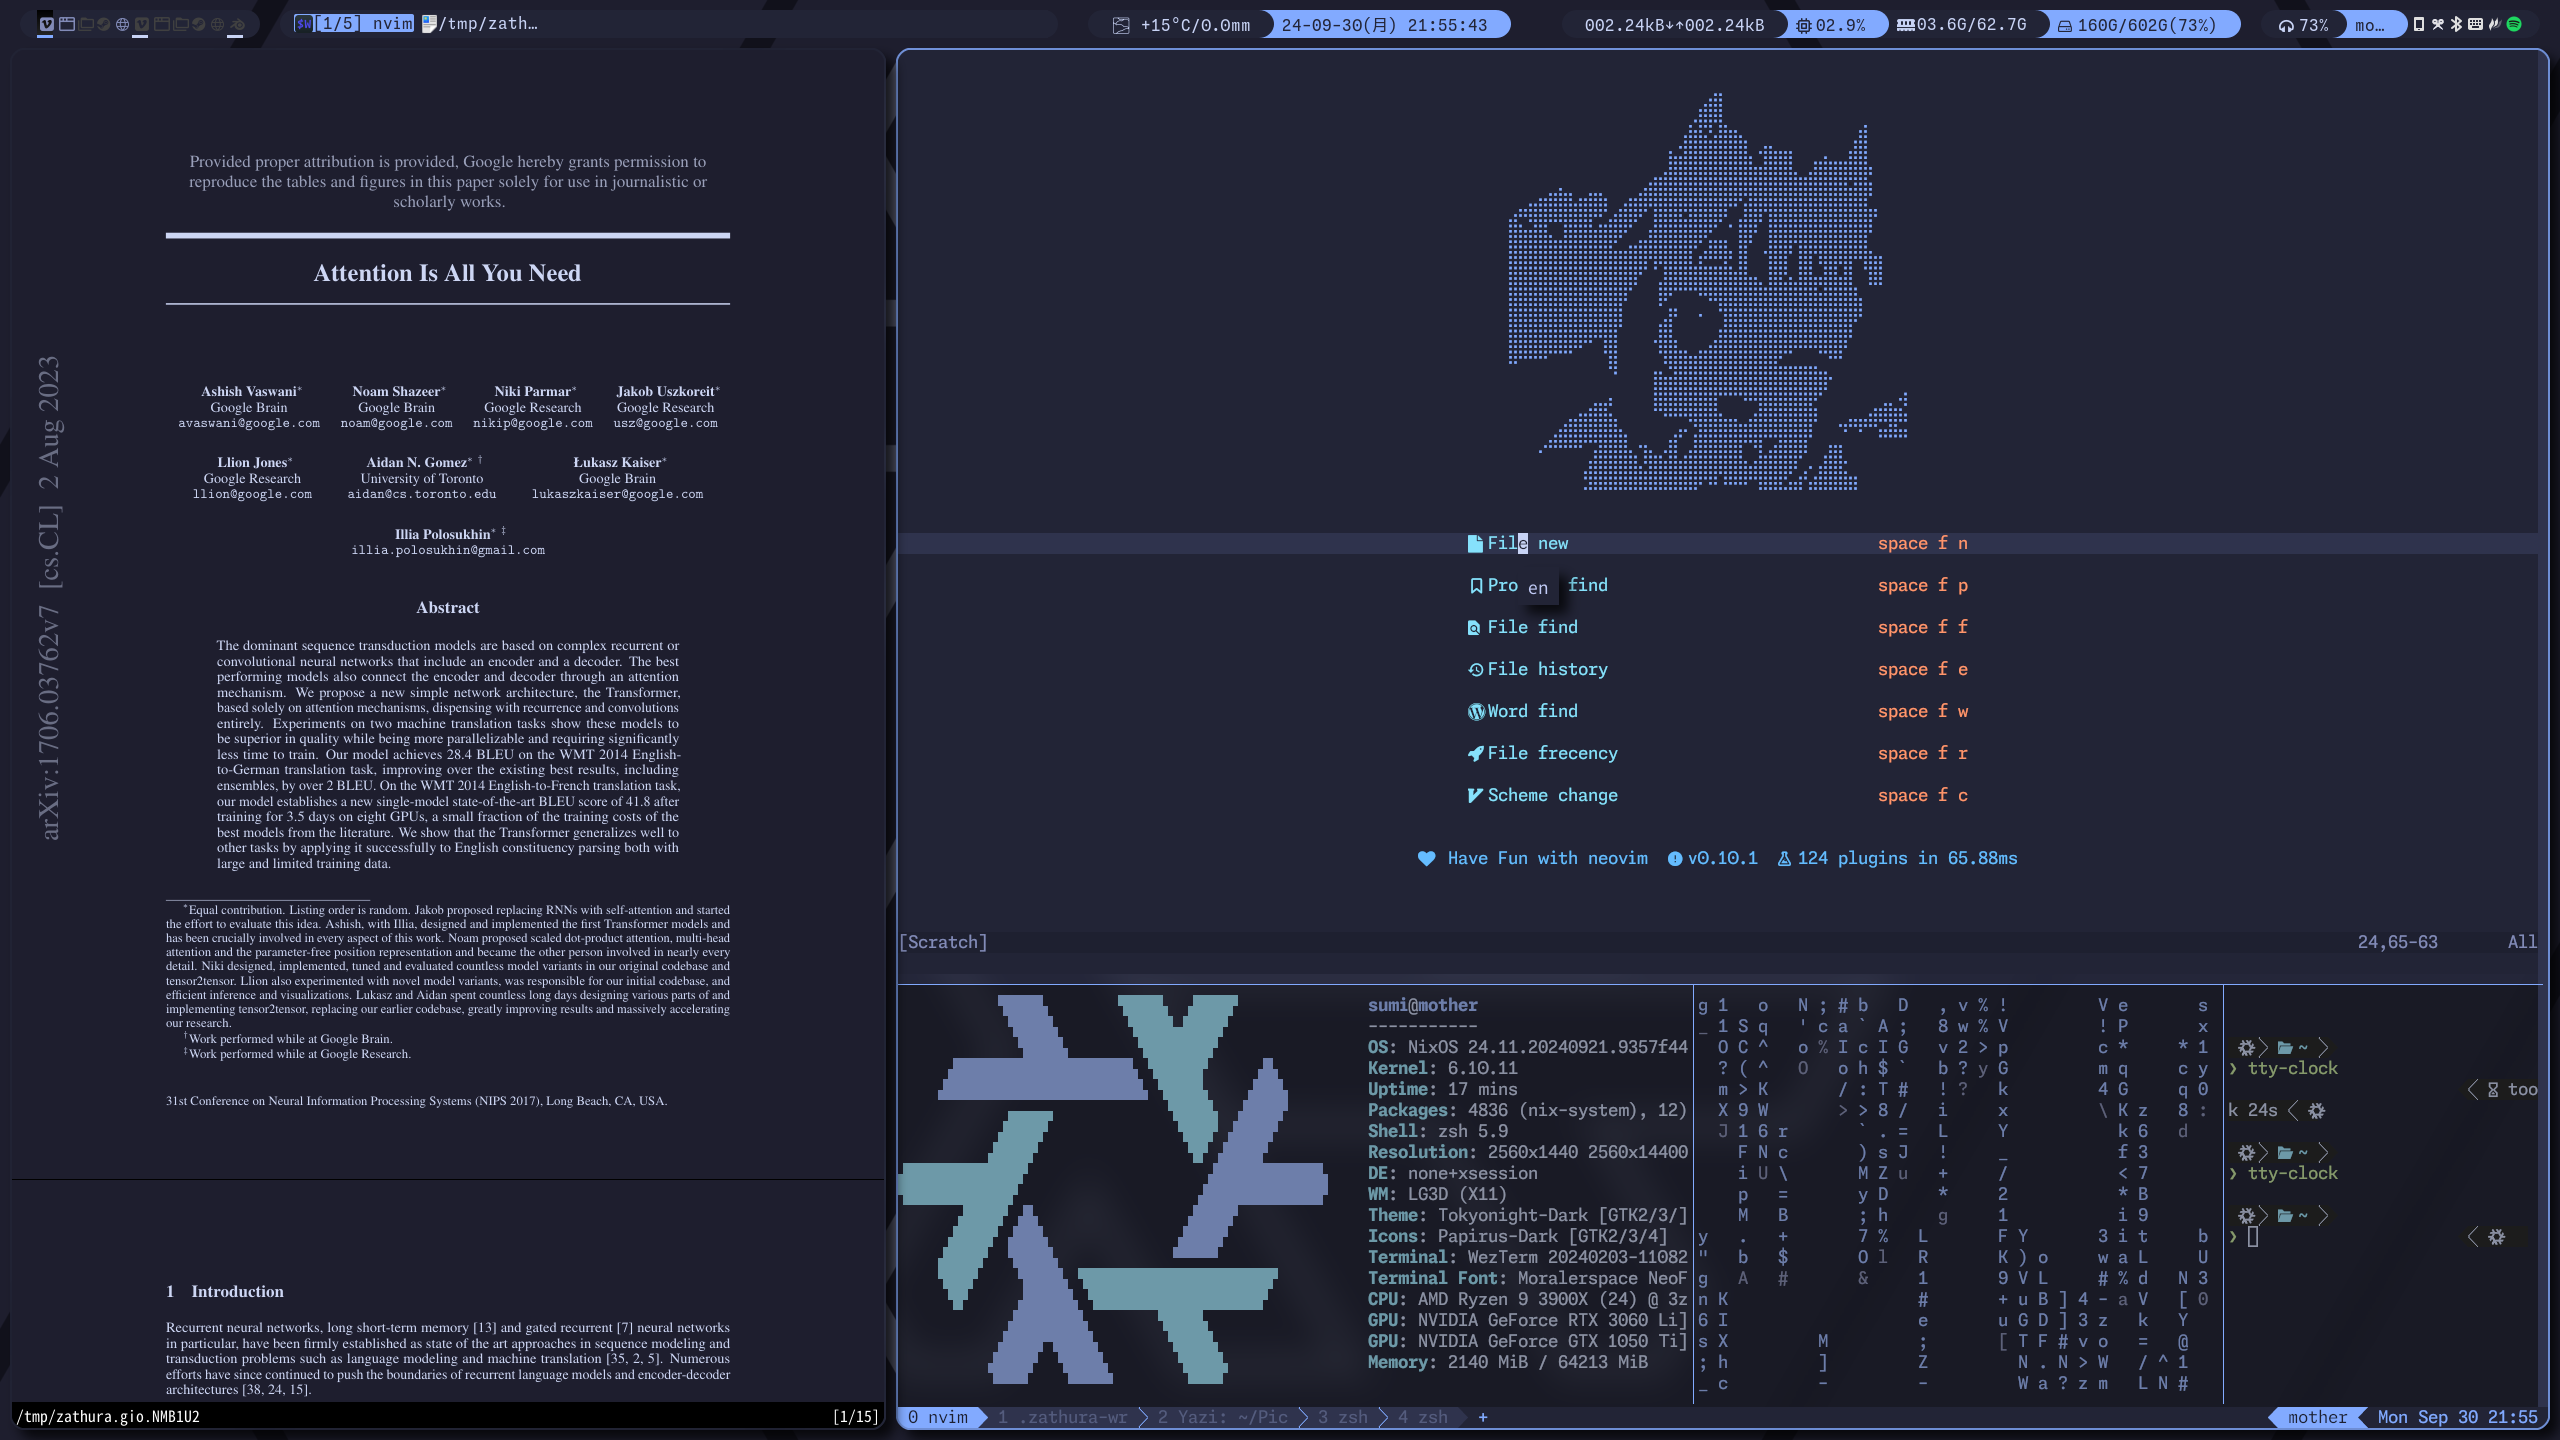 [1/5] nvim /tmp/zath…
+15°C/0.0mm 24-09-30(月) 21:55:43
002.24kB↓↑002.24kB 02.9% 03.6G/62.7G 160G/602G(73%) 73% mo…
Provided proper attribution is provided, Google hereby grants permission to
reproduce the tables and figures in this paper solely for use in journalistic or
scholarly works.
Attention Is All You Need
Ashish Vaswani* Noam Shazeer* Niki Parmar* Jakob Uszkoreit*
Google Brain Google Brain Google Research Google Research
avaswani@google.com noam@google.com nikip@google.com usz@google.com
Llion Jones* Aidan N. Gomez* † Łukasz Kaiser*
Google Research University of Toronto Google Brain
llion@google.com aidan@cs.toronto.edu lukaszkaiser@google.com
Illia Polosukhin* ‡
illia.polosukhin@gmail.com
arXiv:1706.03762v7 [cs.CL] 2 Aug 2023
Abstract
The dominant sequence transduction models are based on complex recurrent or
convolutional neural networks that include an encoder and a decoder. The best
performing models also connect the encoder and decoder through an attention
mechanism. We propose a new simple network architecture, the Transformer,
based solely on attention mechanisms, dispensing with recurrence and convolutions
entirely. Experiments on two machine translation tasks show these models to
be superior in quality while being more parallelizable and requiring significantly
less time to train. Our model achieves 28.4 BLEU on the WMT 2014 English-
to-German translation task, improving over the existing best results, including
ensembles, by over 2 BLEU. On the WMT 2014 English-to-French translation task,
our model establishes a new single-model state-of-the-art BLEU score of 41.8 after
training for 3.5 days on eight GPUs, a small fraction of the training costs of the
best models from the literature. We show that the Transformer generalizes well to
other tasks by applying it successfully to English constituency parsing both with
large and limited training data.
*Equal contribution. Listing order is random. Jakob proposed replacing RNNs with self-attention and started
the effort to evaluate this idea. Ashish, with Illia, designed and implemented the first Transformer models and
has been crucially involved in every aspect of this work. Noam proposed scaled dot-product attention, multi-head
attention and the parameter-free position representation and became the other person involved in nearly every
detail. Niki designed, implemented, tuned and evaluated countless model variants in our original codebase and
tensor2tensor. Llion also experimented with novel model variants, was responsible for our initial codebase, and
efficient inference and visualizations. Lukasz and Aidan spent countless long days designing various parts of and
implementing tensor2tensor, replacing our earlier codebase, greatly improving results and massively accelerating
our research.
†Work performed while at Google Brain.
‡Work performed while at Google Research.
31st Conference on Neural Information Processing Systems (NIPS 2017), Long Beach, CA, USA.
1 Introduction
Recurrent neural networks, long short-term memory [13] and gated recurrent [7] neural networks
in particular, have been firmly established as state of the art approaches in sequence modeling and
transduction problems such as language modeling and machine translation [35, 2, 5]. Numerous
efforts have since continued to push the boundaries of recurrent language models and encoder-decoder
architectures [38, 24, 15].
/tmp/zathura.gio.NMB1U2 [1/15]
File new space f n
Pro en find space f p
File find space f f
File history space f e
Word find space f w
File frecency space f r
Scheme change space f c
Have Fun with neovim v0.10.1 124 plugins in 65.88ms
[Scratch] 24,65-63 All
sumi@mother
-----------
OS: NixOS 24.11.20240921.9357f44
Kernel: 6.10.11
Uptime: 17 mins
Packages: 4836 (nix-system), 12)
Shell: zsh 5.9
Resolution: 2560x1440 2560x14400
DE: none+xsession
WM: LG3D (X11)
Theme: Tokyonight-Dark [GTK2/3/]
Icons: Papirus-Dark [GTK2/3/4]
Terminal: WezTerm 20240203-11082
Terminal Font: Moralerspace NeoF
CPU: AMD Ryzen 9 3900X (24) @ 3z
GPU: NVIDIA GeForce RTX 3060 Li]
GPU: NVIDIA GeForce GTX 1050 Ti]
Memory: 2140 MiB / 64213 MiB
~
❯ tty-clock
too
k 24s
~
❯ tty-clock
~
❯
0 nvim 1 .zathura-wr 2 Yazi: ~/Pic 3 zsh 4 zsh +
mother Mon Sep 30 21:55